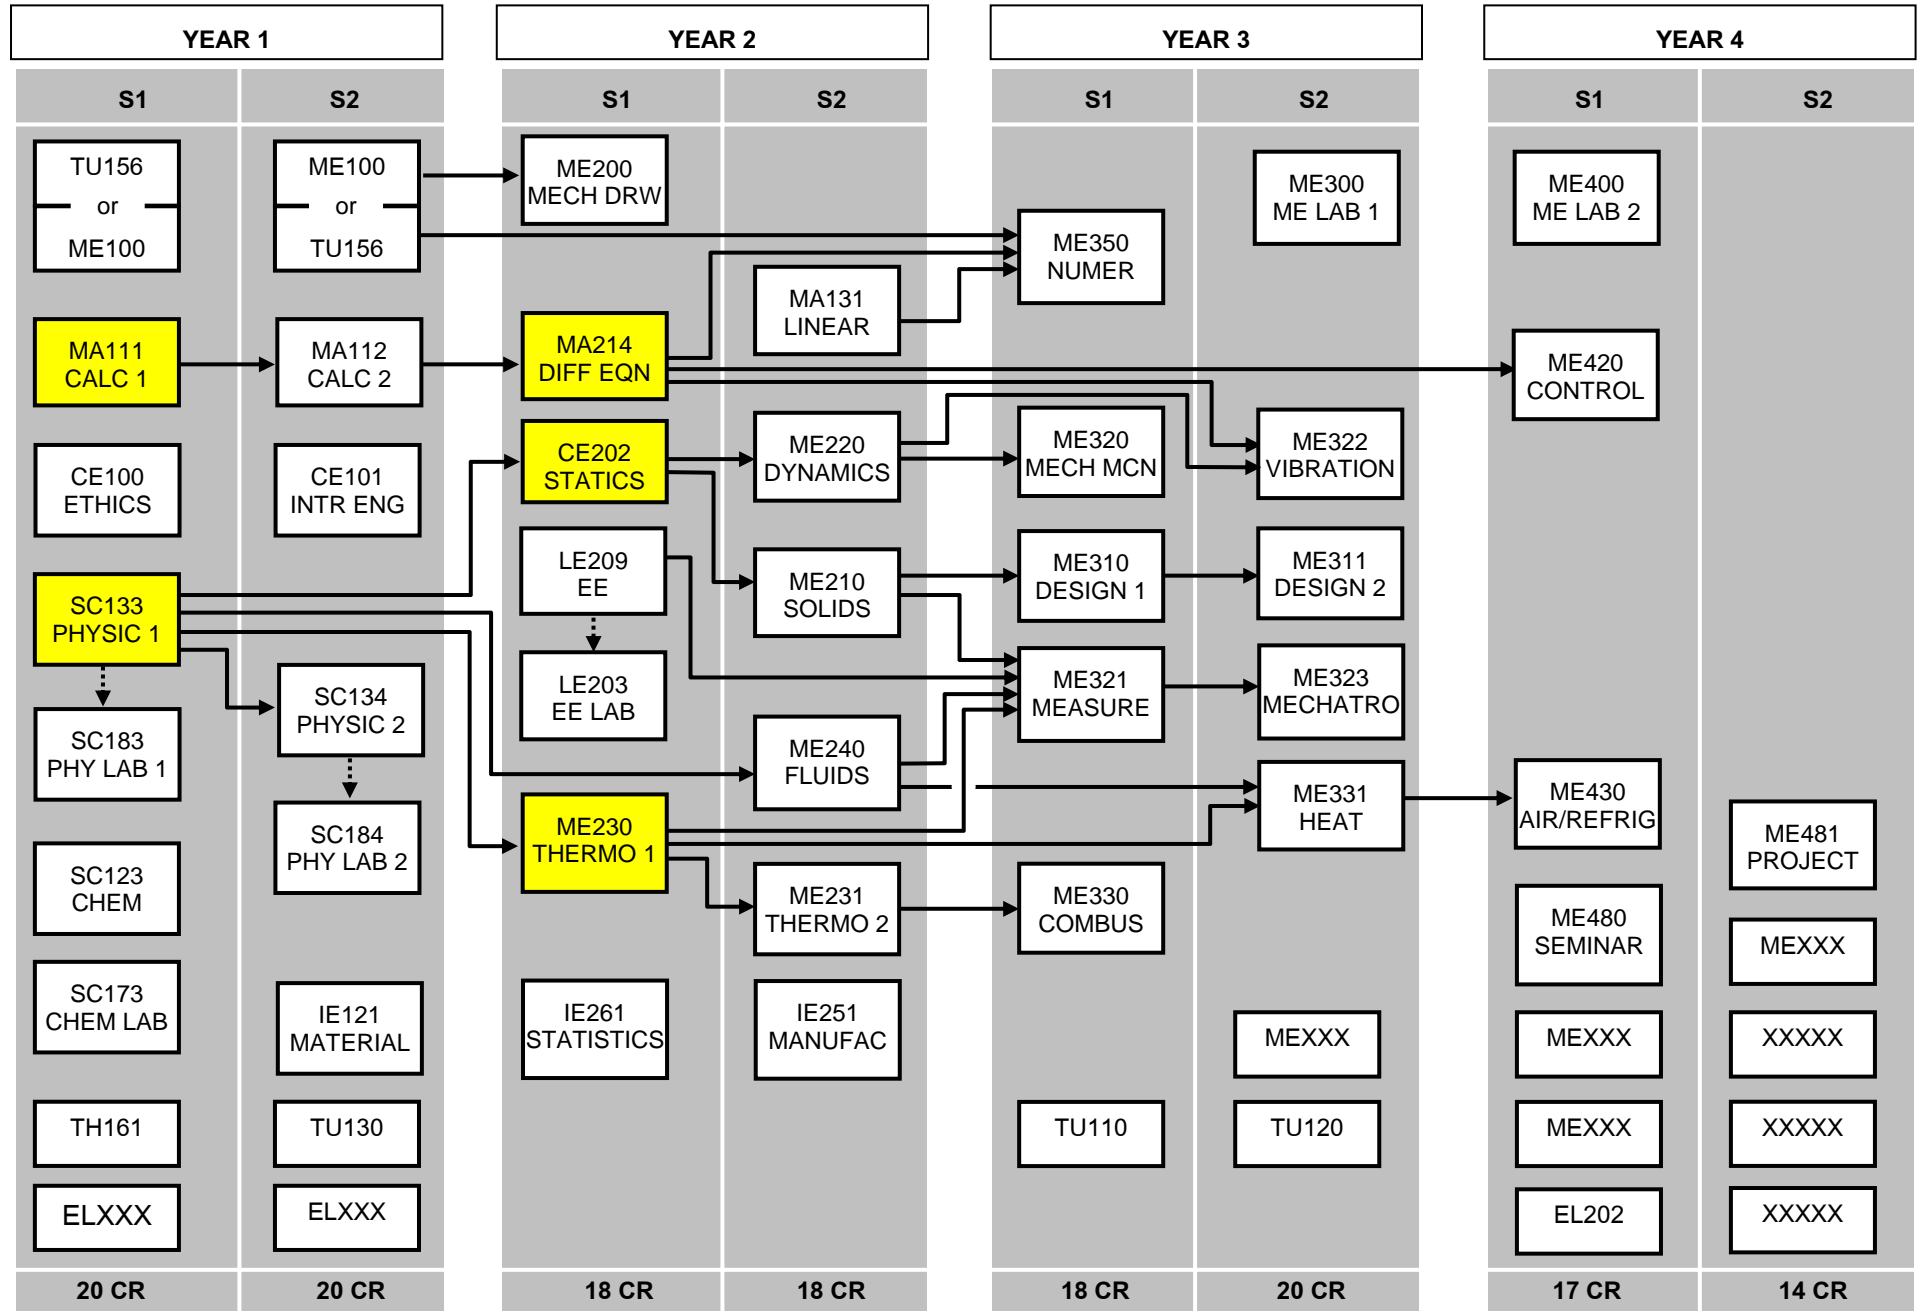 YEAR 1
YEAR 2
YEAR 3
YEAR 4
S1
S2
S1
S2
S1
S2
S1
S2
TU156
or
ME100
MA111
CALC 1
CE100
ETHICS
SC133
PHYSIC 1
SC183
PHY LAB 1
SC123
CHEM
SC173
CHEM LAB
TH161
ELXXX
20 CR
ME100
or
TU156
MA112
CALC 2
CE101
INTR ENG
SC134
PHYSIC 2
SC184
PHY LAB 2
IE121
MATERIAL
TU130
ELXXX
20 CR
ME200
MECH DRW
MA214
DIFF EQN
CE202
STATICS
LE209
EE
LE203
EE LAB
ME230
THERMO 1
IE261
STATISTICS
18 CR
MA131
LINEAR
ME220
DYNAMICS
ME210
SOLIDS
ME240
FLUIDS
ME231
THERMO 2
IE251
MANUFAC
18 CR
ME350
NUMER
ME320
MECH MCN
ME310
DESIGN 1
ME321
MEASURE
ME330
COMBUS
TU110
18 CR
ME300
ME LAB 1
ME322
VIBRATION
ME311
DESIGN 2
ME323
MECHATRO
ME331
HEAT
MEXXX
TU120
20 CR
ME400
ME LAB 2
ME420
CONTROL
ME430
AIR/REFRIG
ME480
SEMINAR
MEXXX
MEXXX
EL202
17 CR
ME481
PROJECT
MEXXX
XXXXX
XXXXX
XXXXX
14 CR